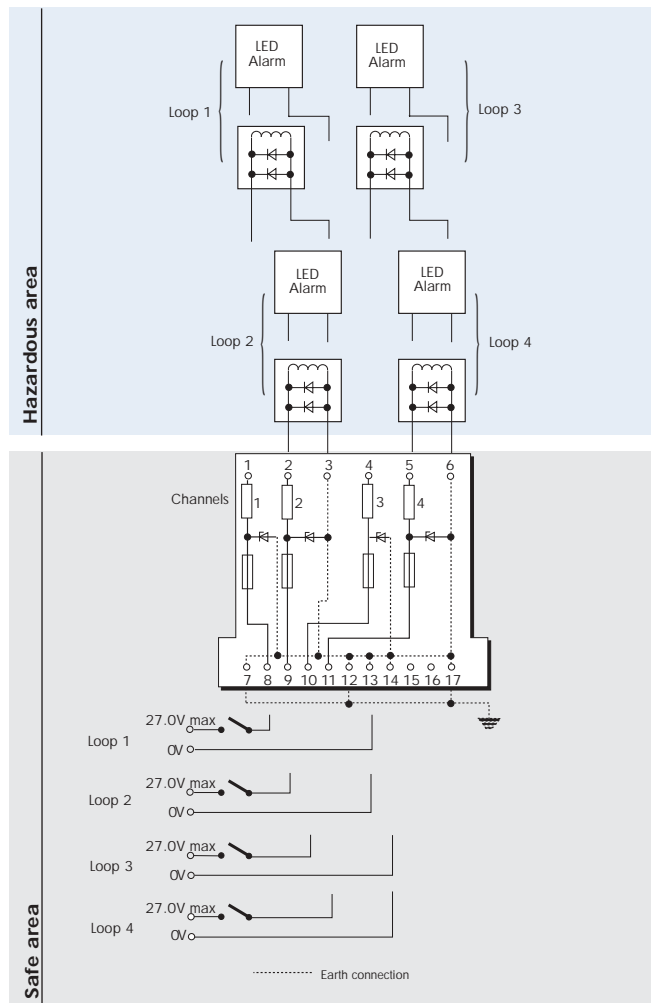 Hazardous area
LED
Alarm
LED
Alarm
Loop 1
Loop 3
LED
Alarm
LED
Alarm
Loop 2
Loop 4
1 2 3 4 5 6
Channels
1 2 3 4
7 8 9 10 11 12 13 14 15 16 17
Safe area
27.0V max
Loop 1
0V
27.0V max
Loop 2
0V
27.0V max
Loop 3
0V
27.0V max
Loop 4
0V
Earth connection